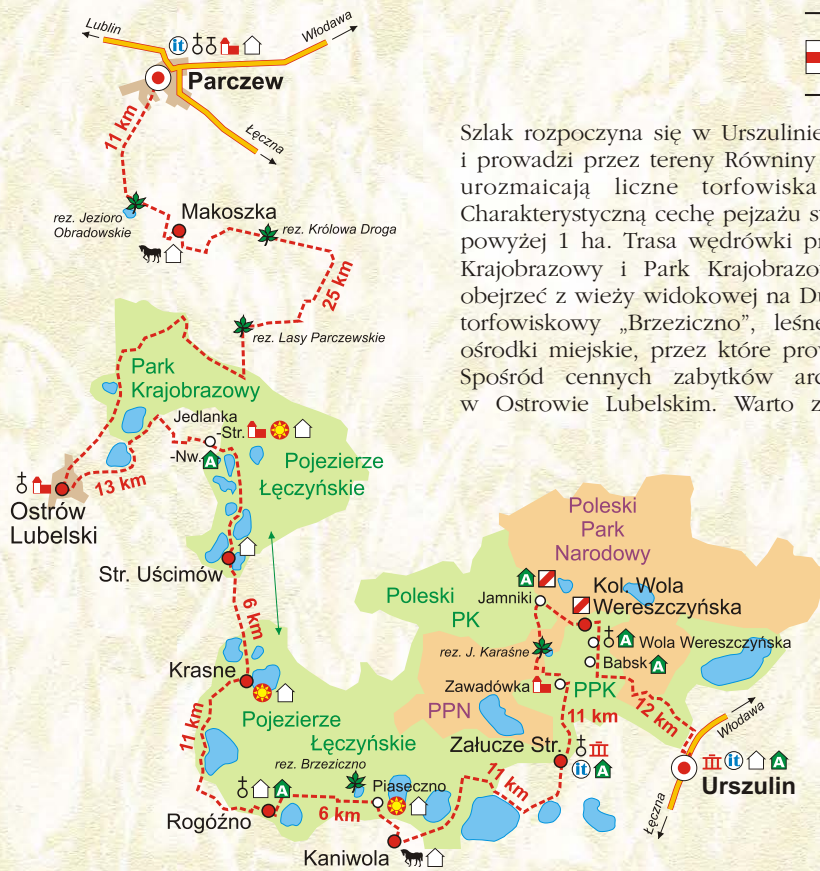 Lublin
Włodawa
it
Parczew
11 km
Łęczna
rez. Jezioro
Obradowskie
Makoszka
rez. Królowa Droga
25 km
rez. Lasy Parczewskie
Szlak rozpoczyna się w Urszulinie
i prowadzi przez tereny Równiny
urozmaicają liczne torfowiska
Charakterystyczną cechę pejzażu
powyżej 1 ha. Trasa wędrówki
Krajobrazowy i Park
obejrzeć z wieży widokowej na
torfowiskowy „Brzeziczno”,
ośrodki miejskie, przez które
Spośród cennych zabytków
w Ostrowie Lubelskim. Warto
Park
Krajobrazowy
Jedlanka
-Str.
-Nw.
A
Pojezierze
Łęczyńskie
13 km
Ostrów
Lubelski
Str. Uścimów
6 km
Krasne
Pojezierze
Łęczyńskie
11 km
rez. Brzeziczno
Piaseczno
A
Rogóźno
6 km
Kaniwola
11 km
Poleski
Park
Narodowy
Poleski
PK
A
Jamniki
Kol. Wola
Wereszczyńska
A
Wola Wereszczyńska
Babsk
A
rez. J. Karaśne
Zawadówka
PPK
PPN
11 km
12 km
Załucze Str.
it
A
Włodawa
it
A
Urszulin
Łęczna